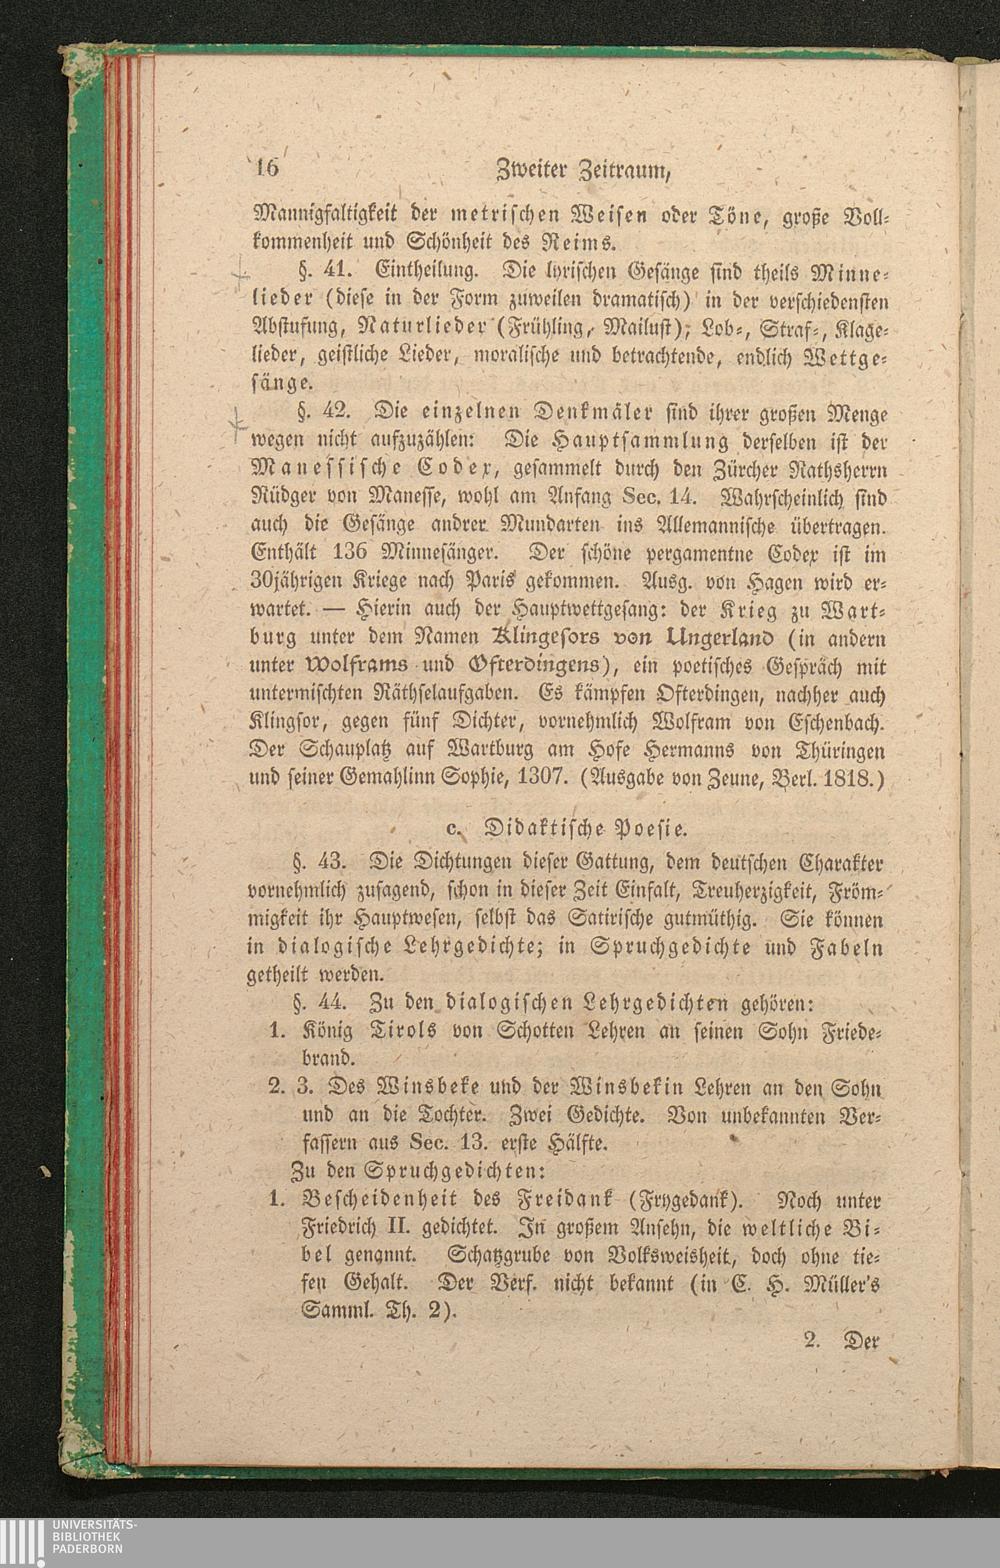 16 Zweiter Zeitraum,
Mannigfaltigkeit der metrischen Weisen oder Töne, große Voll-
kommenheit und Schönheit des Reims.
§. 41. Eintheilung. Die lyrischen Gesänge sind theils Minne-
lieder (diese in der Form zuweilen dramatisch) in der verschiedensten
Abstufung, Naturlieder (Frühling, Mailust); Lob-, Straf-, Klage-
lieder, geistliche Lieder, moralische und betrachtende, endlich Wettge-
sänge.
§. 42. Die einzelnen Denkmäler sind ihrer großen Menge
wegen nicht aufzuzählen: Die Hauptsammlung derselben ist der
Manessische Codex, gesammelt durch den Zürcher Rathsherrn
Rüdger von Manesse, wohl am Anfang Sec. 14. Wahrscheinlich sind
auch die Gesänge andrer Mundarten ins Allemannische übertragen.
Enthält 136 Minnesänger. Der schöne pergamentne Codex ist im
30jährigen Kriege nach Paris gekommen. Ausg. von Hagen wird er-
wartet. — Hierin auch der Hauptwettgesang: der Krieg zu Wart-
burg unter dem Namen Klingesors von Ungerland (in andern
unter Wolframs und Ofterdingens), ein poetisches Gespräch mit
untermischten Räthselaufgaben. Es kämpfen Ofterdingen, nachher auch
Klingsor, gegen fünf Dichter, vornehmlich Wolfram von Eschenbach.
Der Schauplatz auf Wartburg am Hofe Hermanns von Thüringen
und seiner Gemahlinn Sophie, 1307. (Ausgabe von Zeune, Berl. 1818.)
c. Didaktische Poesie.
§. 43. Die Dichtungen dieser Gattung, dem deutschen Charakter
vornehmlich zusagend, schon in dieser Zeit Einfalt, Treuherzigkeit, Fröm-
migkeit ihr Hauptwesen, selbst das Satirische gutmüthig. Sie können
in dialogische Lehrgedichte; in Spruchgedichte und Fabeln
getheilt werden.
§. 44. Zu den dialogischen Lehrgedichten gehören:
1. König Tirols von Schotten Lehren an seinen Sohn Friede-
brand.
2. 3. Des Winsbeke und der Winsbekin Lehren an den Sohn
und an die Tochter. Zwei Gedichte. Von unbekannten Ver-
fassern aus Sec. 13. erste Hälfte.
Zu den Spruchgedichten:
1. Bescheidenheit des Freidank (Frygedank). Noch unter
Friedrich II. gedichtet. In großem Ansehn, die weltliche Bi-
bel genannt. Schatzgrube von Volksweisheit, doch ohne tie-
fen Gehalt. Der Verf. nicht bekannt (in C. H. Müller's
Samml. Th. 2).
2. Der
UNIVERSITÄTS-
BIBLIOTHEK
PADERBORN